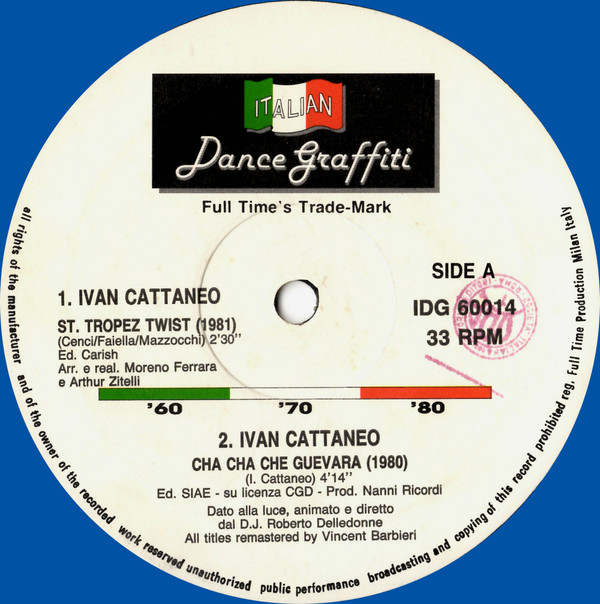 ITALIAN
Dance Graffiti
Full Time's Trade-Mark
SIDE A
IDG 60014
33 RPM
1. IVAN CATTANEO
ST. TROPEZ TWIST (1981)
(Cenci/Faiella/Mazzocchi) 2'30"
Ed. Carish
Arr. e real. Moreno Ferrara
e Arthur Zitelli
'60 '70 '80
2. IVAN CATTANEO
CHA CHA CHE GUEVARA (1980)
(I. Cattaneo) 4'14"
Ed. SIAE - su licenza CGD - Prod. Nanni Ricordi
Dato alla luce, animato e diretto
dal D.J. Roberto Delledonne
All titles remastered by Vincent Barbieri
all rights of the manufacturer and of the owner of the recorded work reserved unauthorized public performance broadcasting and copying of this record prohibited reg. Full Time Production Milan Italy